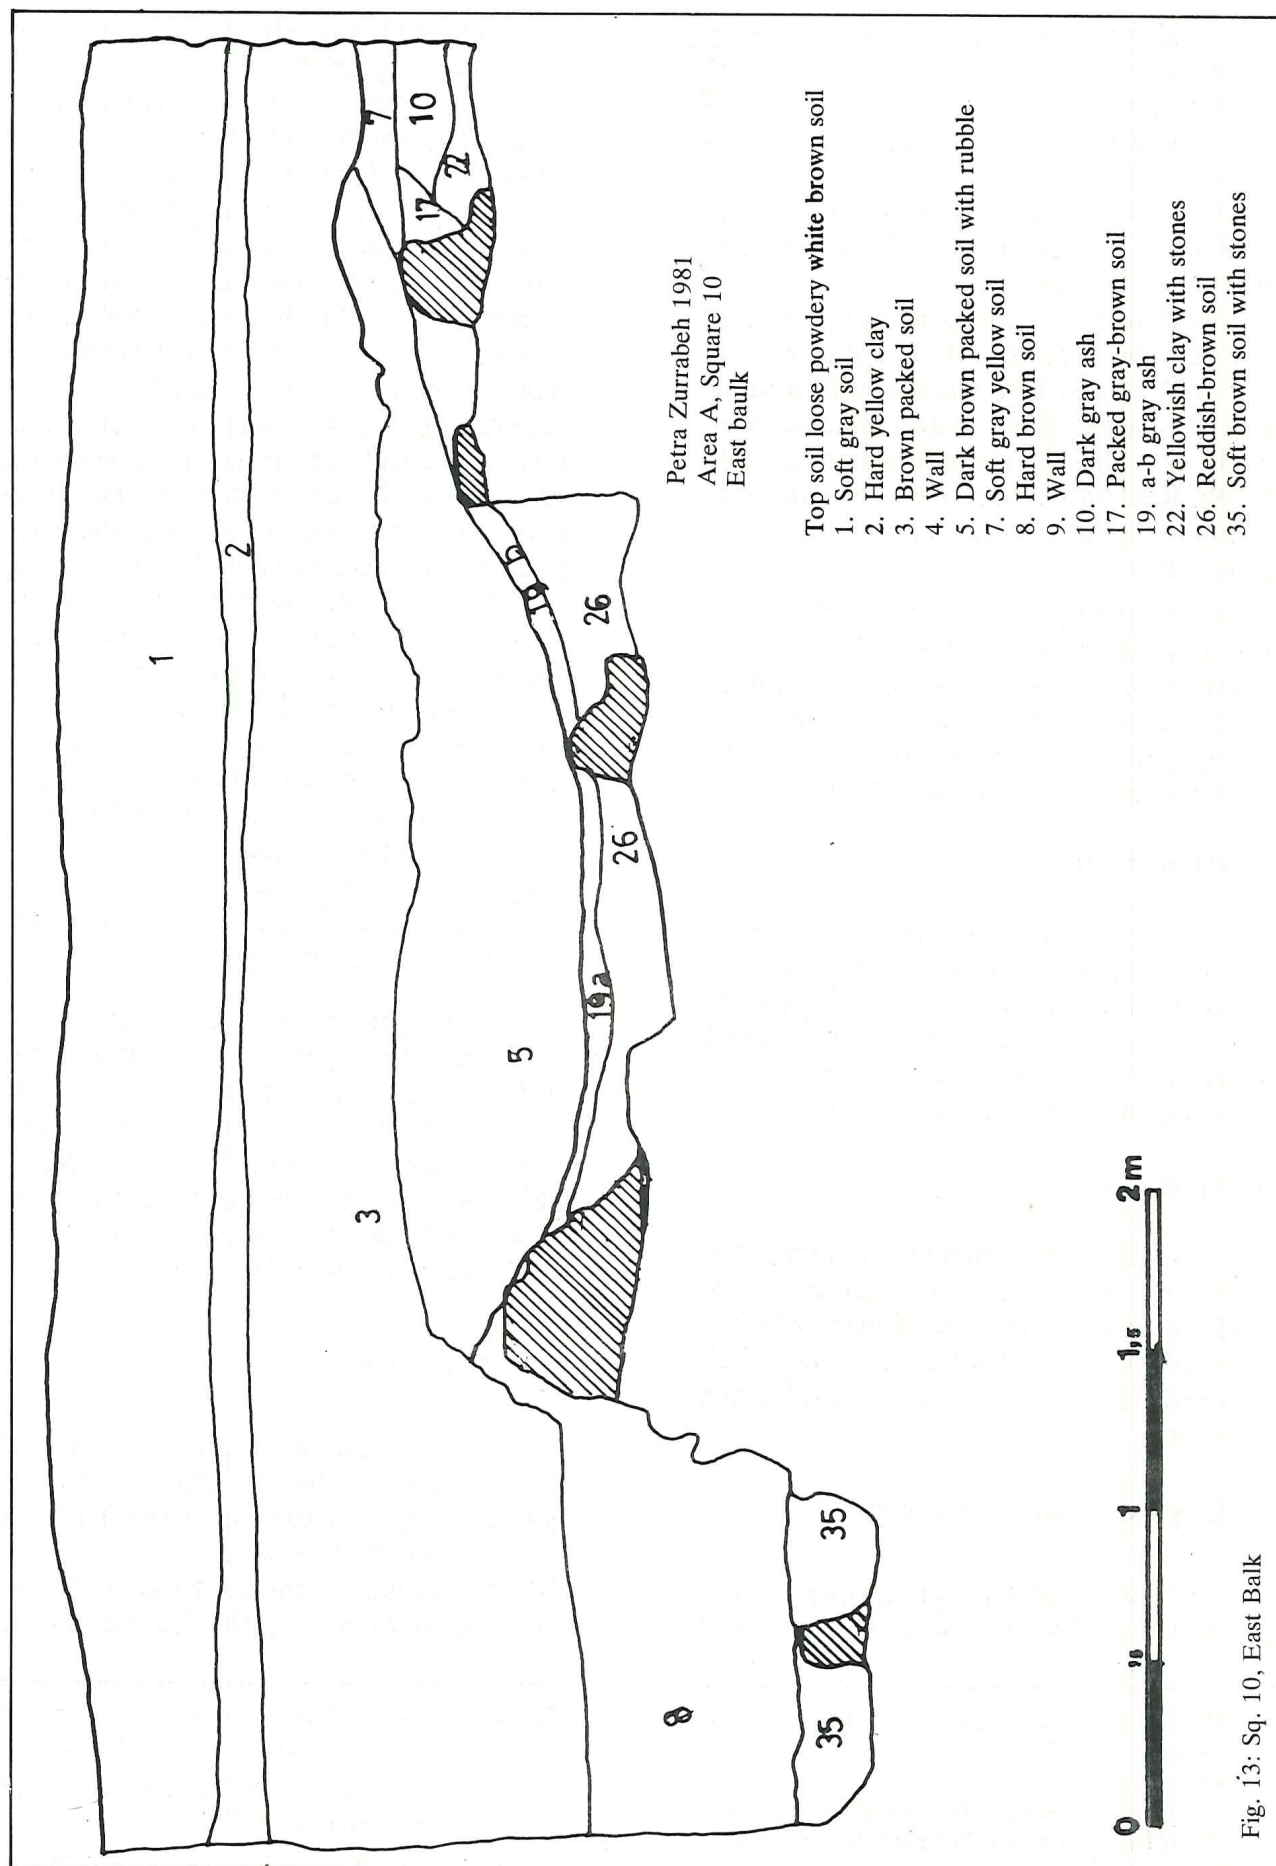 1
2
3
5
7
10
17
22
19 b
26
26
19a
8
35
35
Petra Zurrabeh 1981
Area A, Square 10
East baulk
Top soil loose powdery white brown soil
1. Soft gray soil
2. Hard yellow clay
3. Brown packed soil
4. Wall
5. Dark brown packed soil with rubble
7. Soft gray yellow soil
8. Hard brown soil
9. Wall
10. Dark gray ash
17. Packed gray-brown soil
19. a-b gray ash
22. Yellowish clay with stones
26. Reddish-brown soil
35. Soft brown soil with stones
0 ,5 1 1,5 2m
Fig. 13: Sq. 10, East Balk